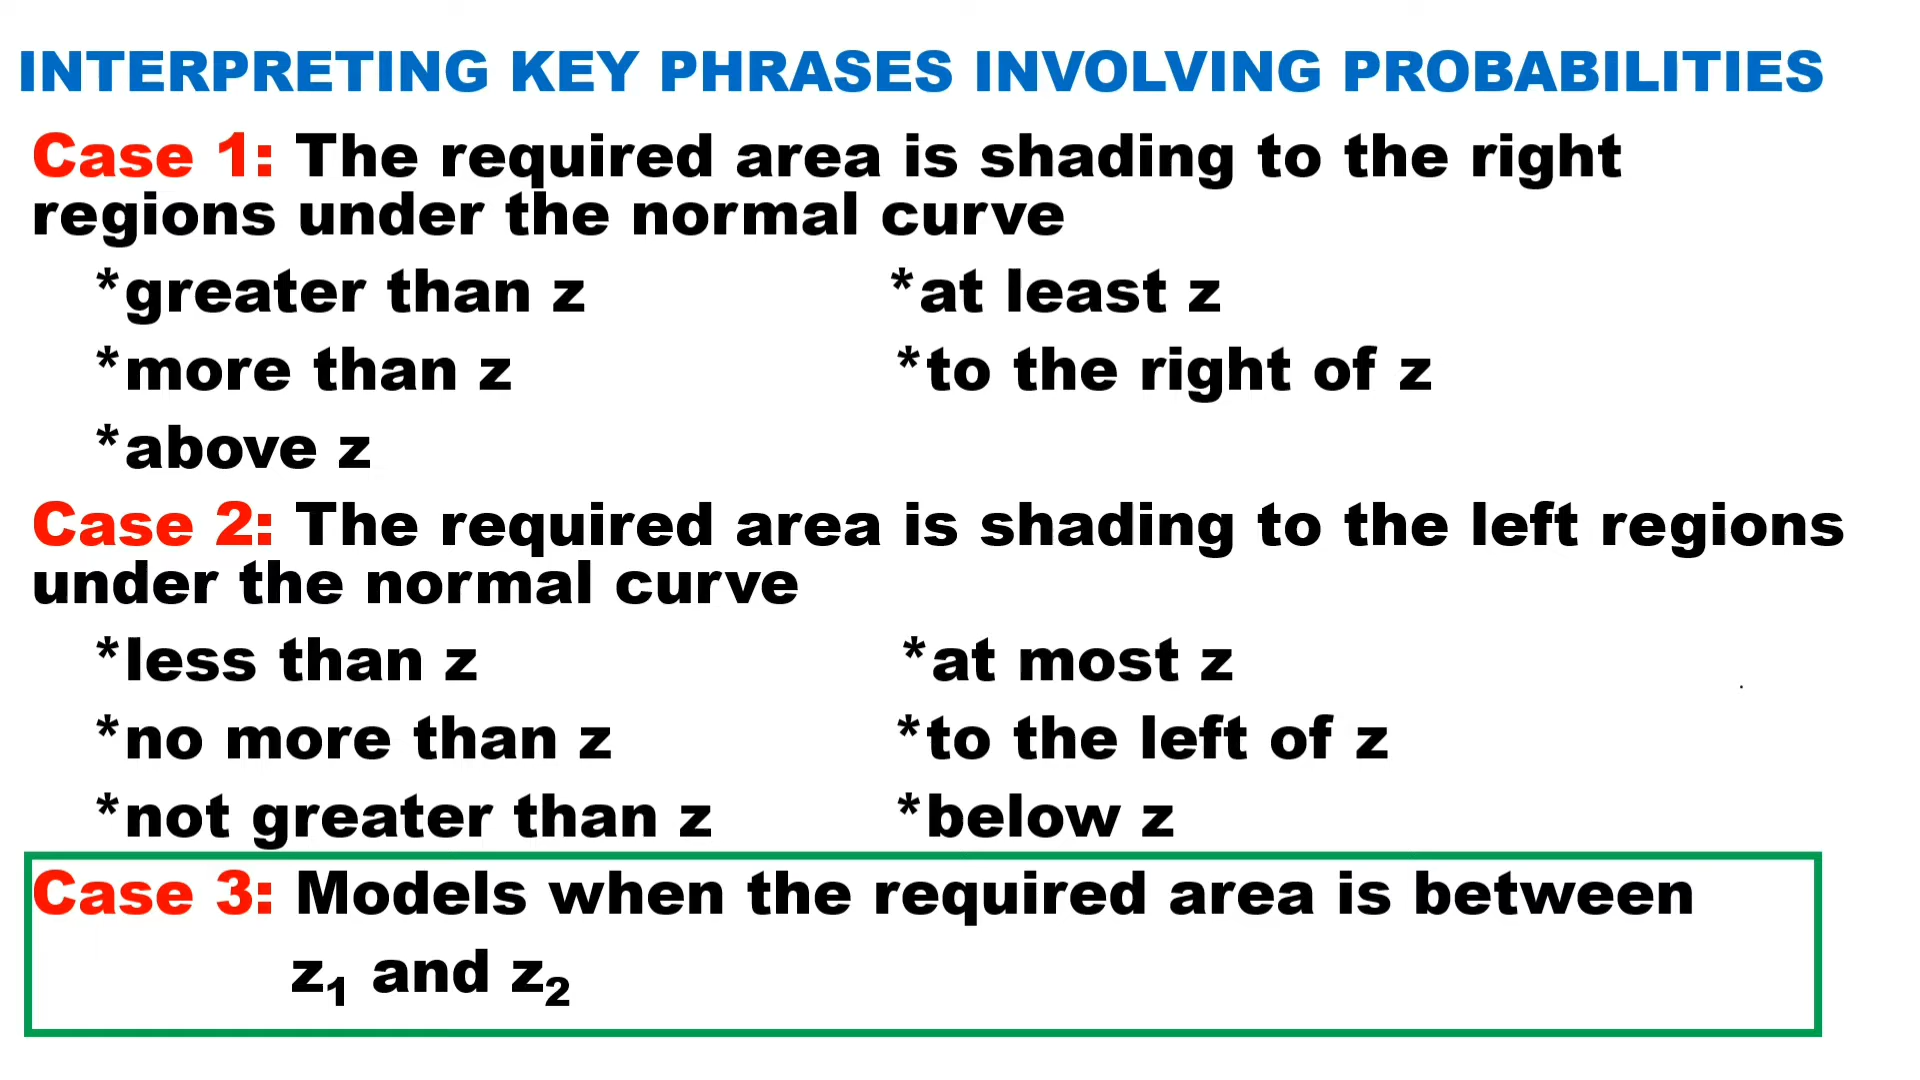 INTERPRETING KEY PHRASES INVOLVING PROBABILITIES
Case 1: The required area is shading to the right
regions under the normal curve
*greater than z *at least z
*more than z *to the right of z
*above z
Case 2: The required area is shading to the left regions
under the normal curve
*less than z *at most z
*no more than z *to the left of z
*not greater than z *below z
Case 3: Models when the required area is between
z₁ and z₂